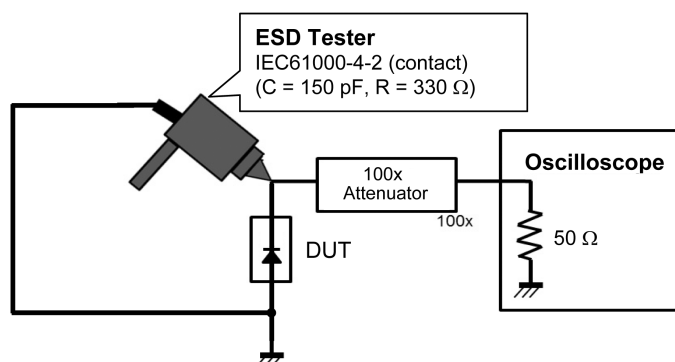 ESD Tester
IEC61000-4-2 (contact)
(C = 150 pF, R = 330 Ω)
100x
Attenuator
100x
Oscilloscope
50 Ω
DUT